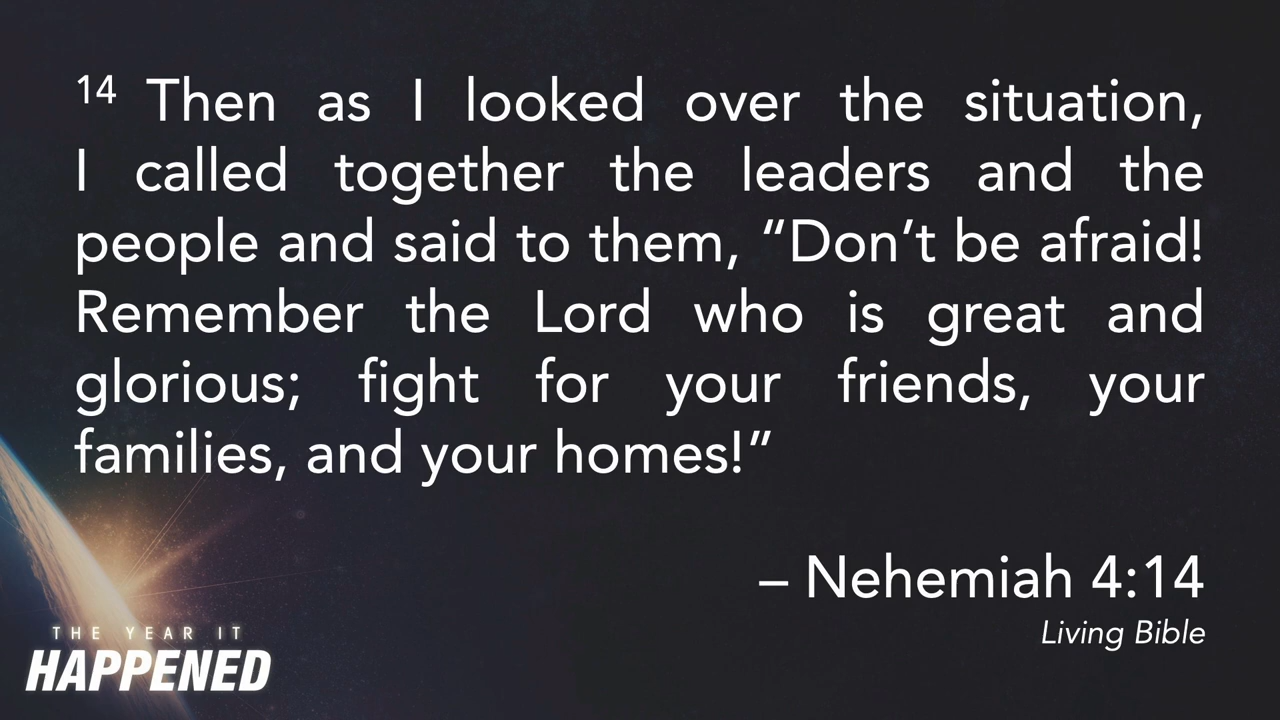 14 Then as I looked over the situation,
I called together the leaders and the
people and said to them, “Don’t be afraid!
Remember the Lord who is great and
glorious; fight for your friends, your
families, and your homes!”
– Nehemiah 4:14
Living Bible
THE YEAR IT
HAPPENED